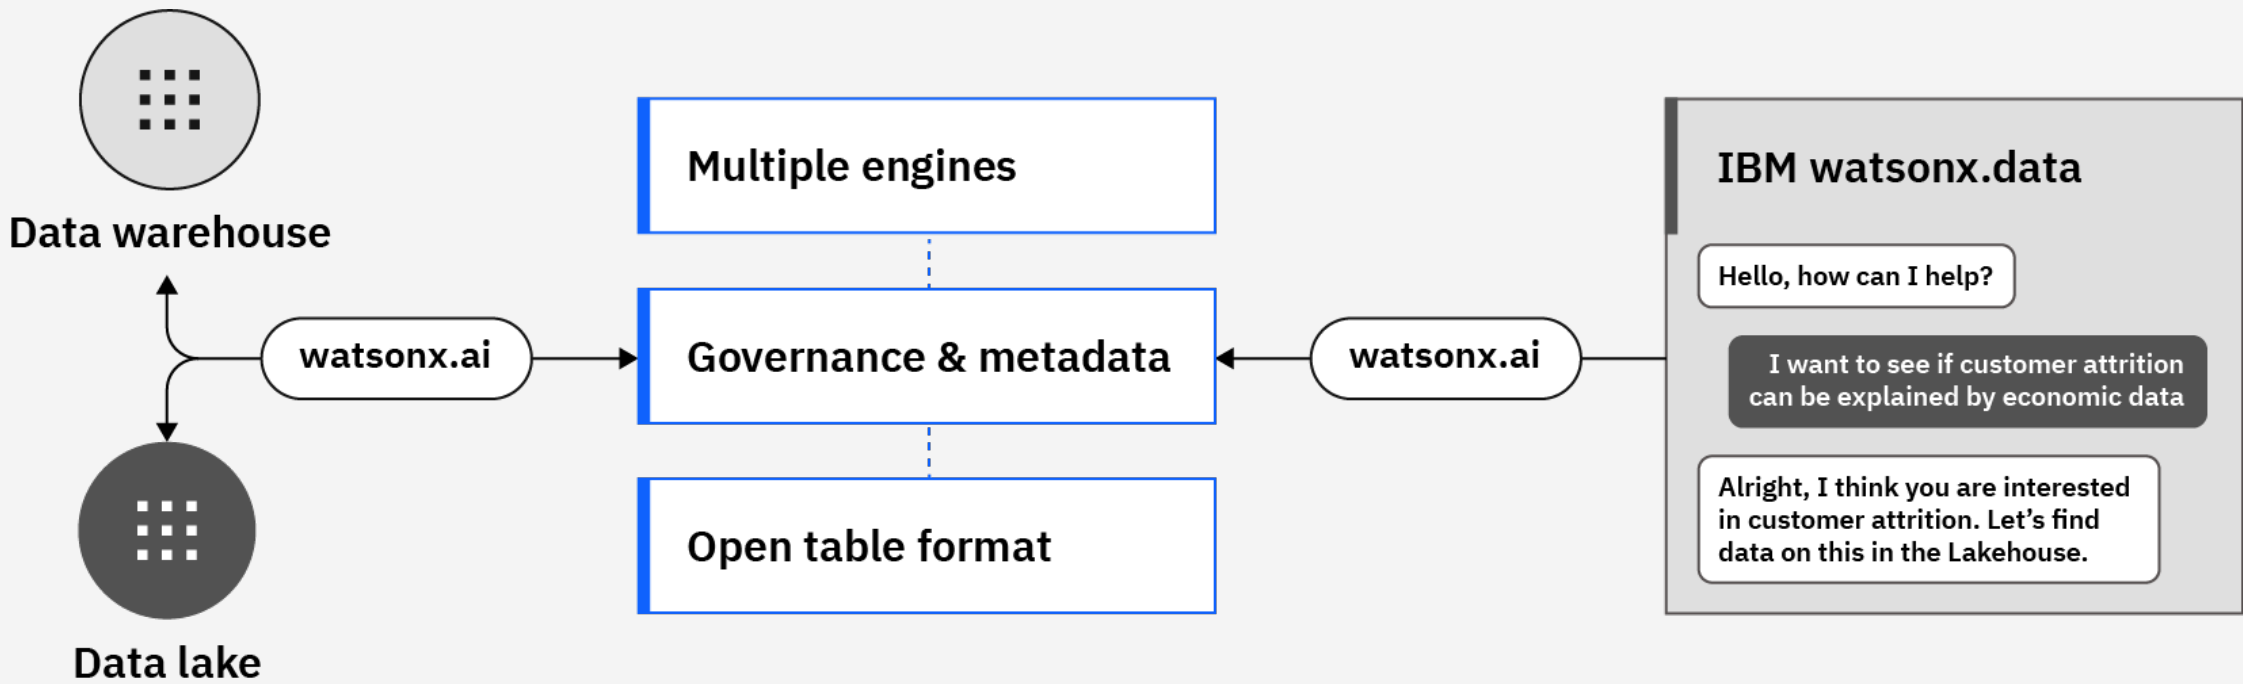 Data warehouse
watsonx.ai
Data lake
Multiple engines
Governance & metadata
Open table format
watsonx.ai
IBM watsonx.data
Hello, how can I help?
I want to see if customer attrition
can be explained by economic data
Alright, I think you are interested
in customer attrition. Let’s find
data on this in the Lakehouse.